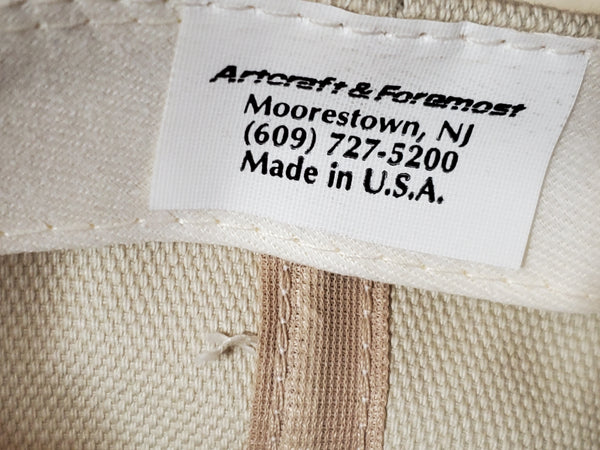 Artcraft & Foremost
Moorestown, NJ
(609) 727-5200
Made in U.S.A.